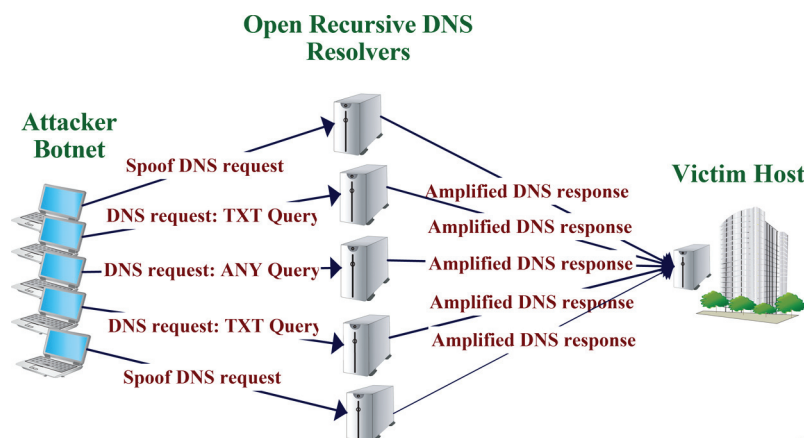 Open Recursive DNS
Resolvers
Attacker
Botnet
Victim Host
Spoof DNS request
DNS request: TXT Query
DNS request: ANY Query
DNS request: TXT Query
Spoof DNS request
Amplified DNS response
Amplified DNS response
Amplified DNS response
Amplified DNS response
Amplified DNS response